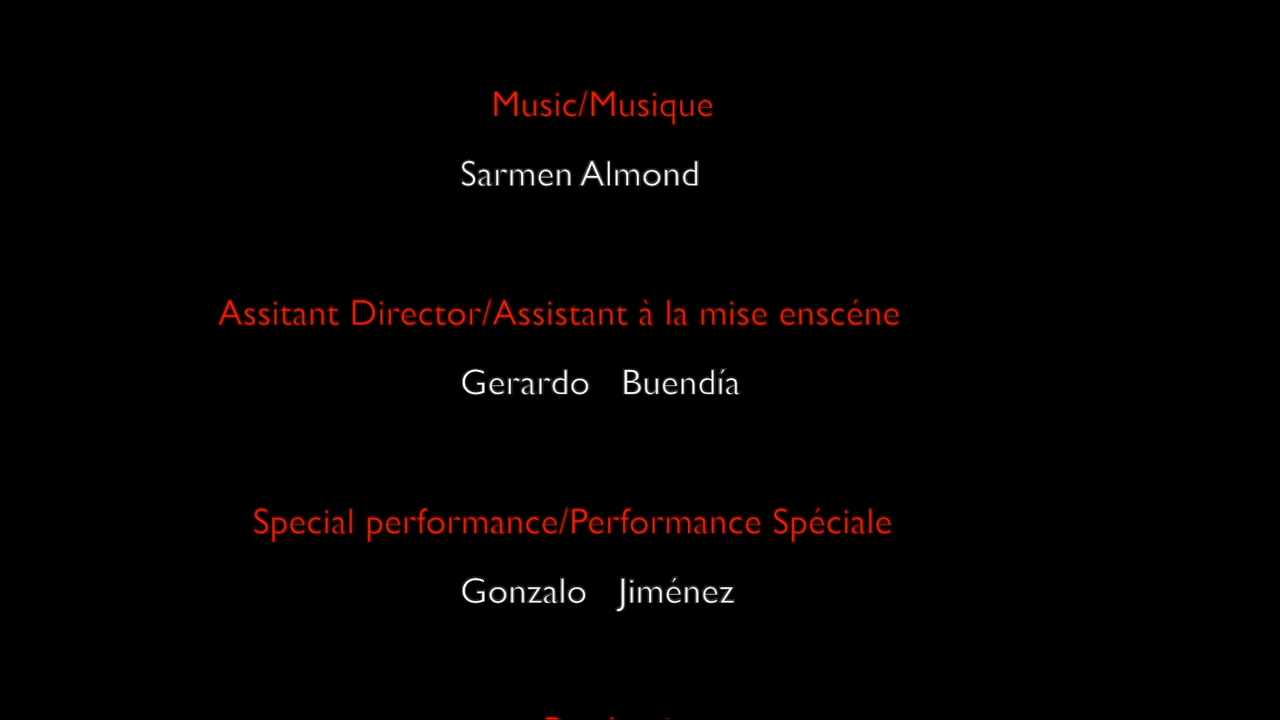 Music/Musique
Sarmen Almond
Assitant Director/Assistant à la mise enscéne
Gerardo Buendía
Special performance/Performance Spéciale
Gonzalo Jiménez